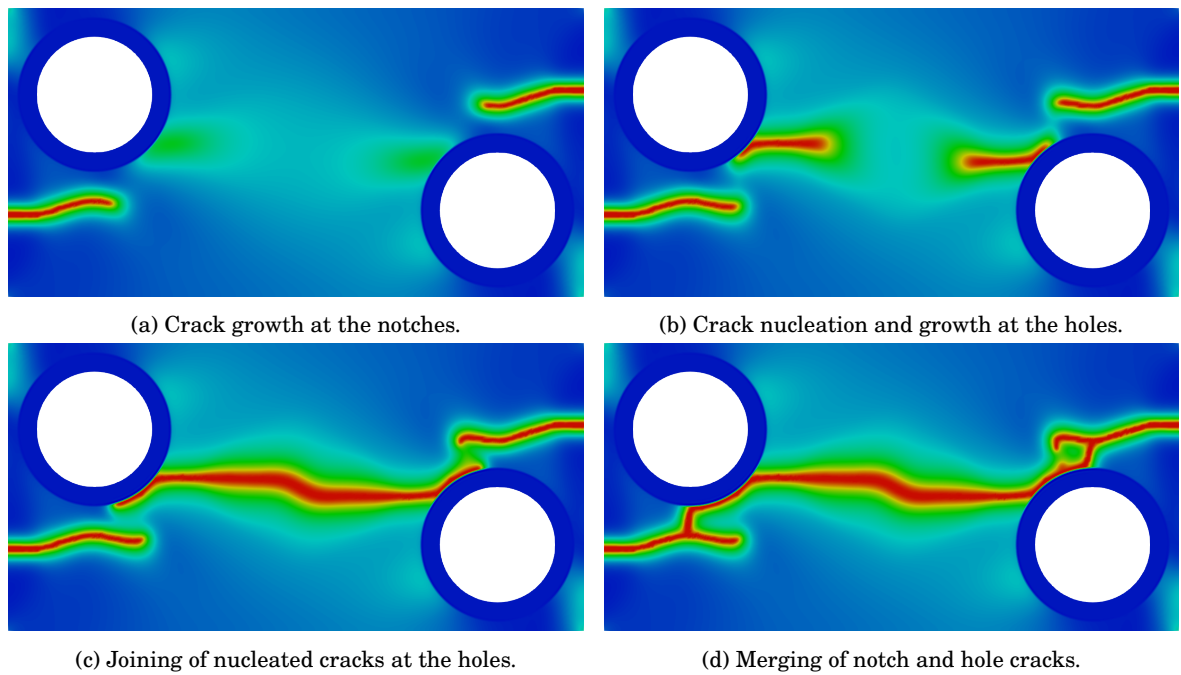 (a) Crack growth at the notches.
(b) Crack nucleation and growth at the holes.
(c) Joining of nucleated cracks at the holes.
(d) Merging of notch and hole cracks.